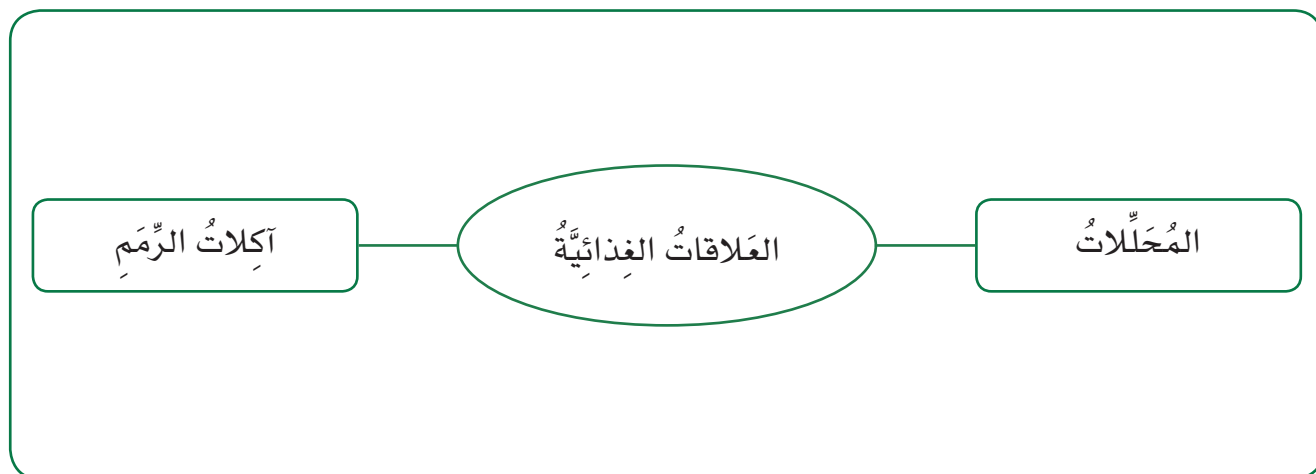 المُحَلِّلاتُ
العَلاقاتُ الغِذائِيَّةُ
آكِلاتُ الرِّمَمِ